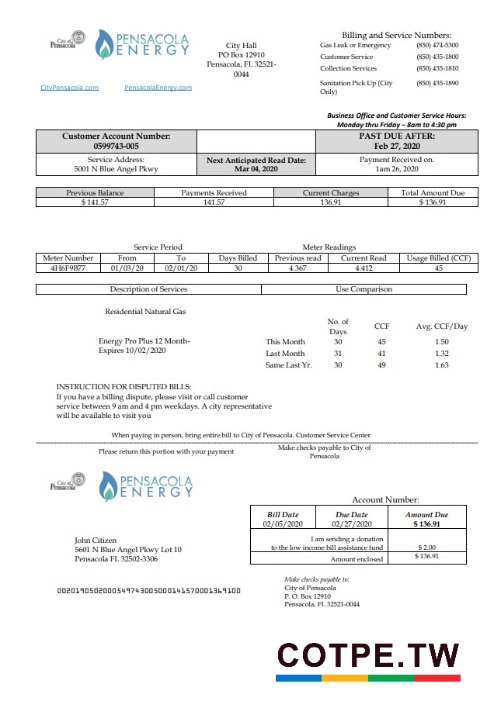 City of
Pensacola
PENSACOLA
ENERGY
CityPensacola.com PensacolaEnergy.com
City Hall
PO Box 12910
Pensacola, FL 32521-
0044
Billing and Service Numbers:
Gas Leak or Emergency (850) 474-5300
Customer Service (850) 435-1800
Collection Services (850) 435-1810
Sanitation Pick Up (City (850) 435-1890
Only)
Business Office and Customer Service Hours:
Monday thru Friday – 8am to 4:30 pm
Customer Account Number:
0599743-005
PAST DUE AFTER:
Feb 27, 2020
Service Address:
5001 N Blue Angel Pkwy
Next Anticipated Read Date:
Mar 04, 2020
Payment Received on.
1am 26, 2020
Previous Balance Payments Received Current Charges Total Amount Due
$ 141.57 141.57 136.91 $ 136.91
Service Period Meter Readings
Meter Number From To Days Billed Previous read Current Read Usage Billed (CCF)
4H6F9B77 01/03/20 02/01/20 30 4.367 4.412 45
Description of Services Use Comparison
Residential Natural Gas
Energy Pro Plus 12 Month-
Expires 10/02/2020
No. of
Days CCF Avg. CCF/Day
This Month 30 45 1.50
Last Month 31 41 1.32
Same Last Yr. 30 49 1.63
INSTRUCTION FOR DISPUTED BILLS:
If you have a billing dispute, please visit or call customer
service between 9 am and 4 pm weekdays. A city representative
will be available to visit you
When paying in person, bring entire bill to City of Pensacola. Customer Service Center
Please return this portion with your payment
Make checks payable to City of
Pensacola
City of
Pensacola
PENSACOLA
ENERGY
Account Number:
Bill Date Due Date Amount Due
02/05/2020 02/27/2020 $ 136.91
I am sending a donation
to the low income bill assistance fund $ 2.00
Amount enclosed $ 136.91
John Citizen
5601 N Blue Angel Pkwy Lot 10
Pensacola FL 32502-3306
Make checks payable to:
City of Pensacola
P. O. Box 12910
Pensacola, FL 32521-0044
COTPE.TW